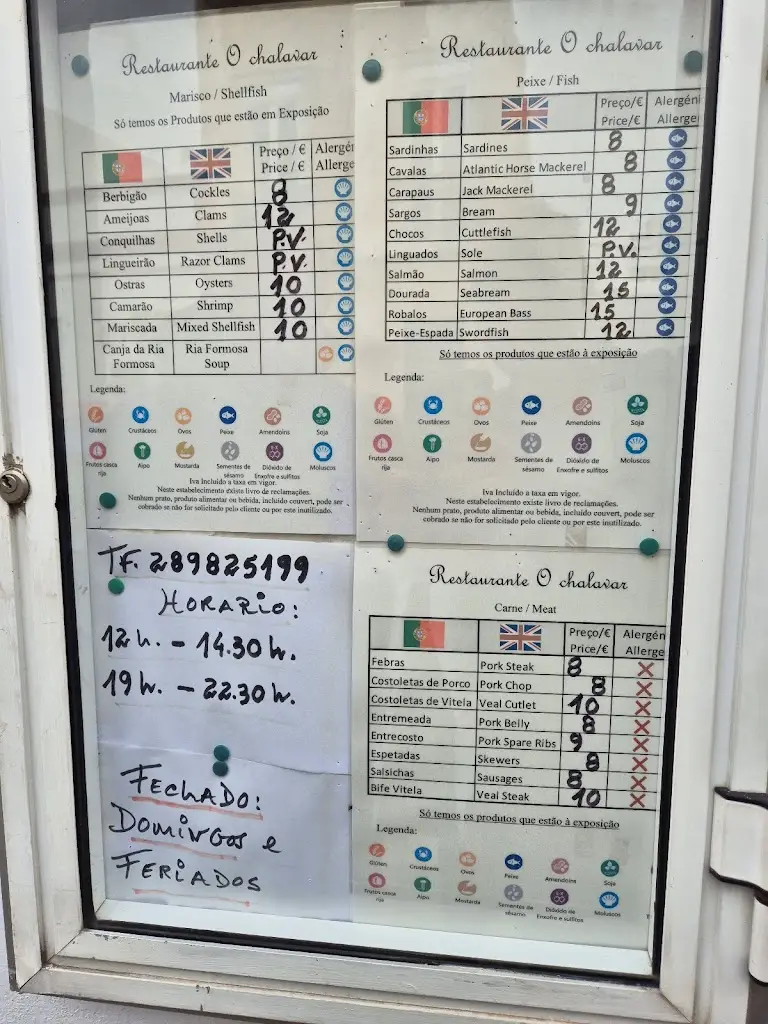 Restaurante O chalavar
Marisco / Shellfish
Só temos os Produtos que estão em Exposição
Preço / € Alergén
Price / € Allerge
Berbigão Cockles 8
Ameijoas Clams 12
Conquilhas Shells P.V.
Lingueirão Razor Clams P.V.
Ostras Oysters 10
Camarão Shrimp 10
Mariscada Mixed Shellfish 10
Canja da Ria Ria Formosa
Formosa Soup
Legenda:
Glúten Crustáceos Ovos Peixe Amendoins Soja
Frutos casca Aipo Mostarda Sementes de Dióxido de Moluscos
rija sésamo Enxofre e sulfitos
Iva Incluído a taxa em vigor.
Neste estabelecimento existe livro de reclamações.
Nenhum prato, produto alimentar ou bebida, incluído couvert, pode ser
cobrado se não for solicitado pelo cliente ou por este inutilizado.
Restaurante O chalavar
Peixe / Fish
Preço/€ Alergéni
Price/€ Allerge
Sardinhas Sardines 8
Cavalas Atlantic Horse Mackerel 8
Carapaus Jack Mackerel 8
Sargos Bream 9
Chocos Cuttlefish 12
Linguados Sole P.V.
Salmão Salmon 12
Dourada Seabream 15
Robalos European Bass 15
Peixe-Espada Swordfish 12
Só temos os produtos que estão à exposição
Legenda:
Glúten Crustáceos Ovos Peixe Amendoins Soja
Frutos casca Aipo Mostarda Sementes de Dióxido de Moluscos
rija sésamo Enxofre e sulfitos
Iva Incluído a taxa em vigor.
Neste estabelecimento existe livro de reclamações.
Nenhum prato, produto alimentar ou bebida, incluído couvert, pode ser
cobrado se não for solicitado pelo cliente ou por este inutilizado.
TF. 289825199
HORARIO:
12 h. - 14.30 h.
19 h. - 22.30 h.
FECHADO:
DOMINGOS e
FERIADOS
Restaurante O chalavar
Carne / Meat
Preço/€ Alergén
Price/€ Allerge
Febras Pork Steak 8
Costoletas de Porco Pork Chop 8
Costoletas de Vitela Veal Cutlet 10
Entremeada Pork Belly 8
Entrecosto Pork Spare Ribs 9
Espetadas Skewers 8
Salsichas Sausages 8
Bife Vitela Veal Steak 10
Só temos os produtos que estão à exposição
Legenda:
Glúten Crustáceos Ovos Peixe Amendoins Soja
Frutos casca Aipo Mostarda Sementes de Dióxido de Moluscos
rija sésamo Enxofre e sulfitos